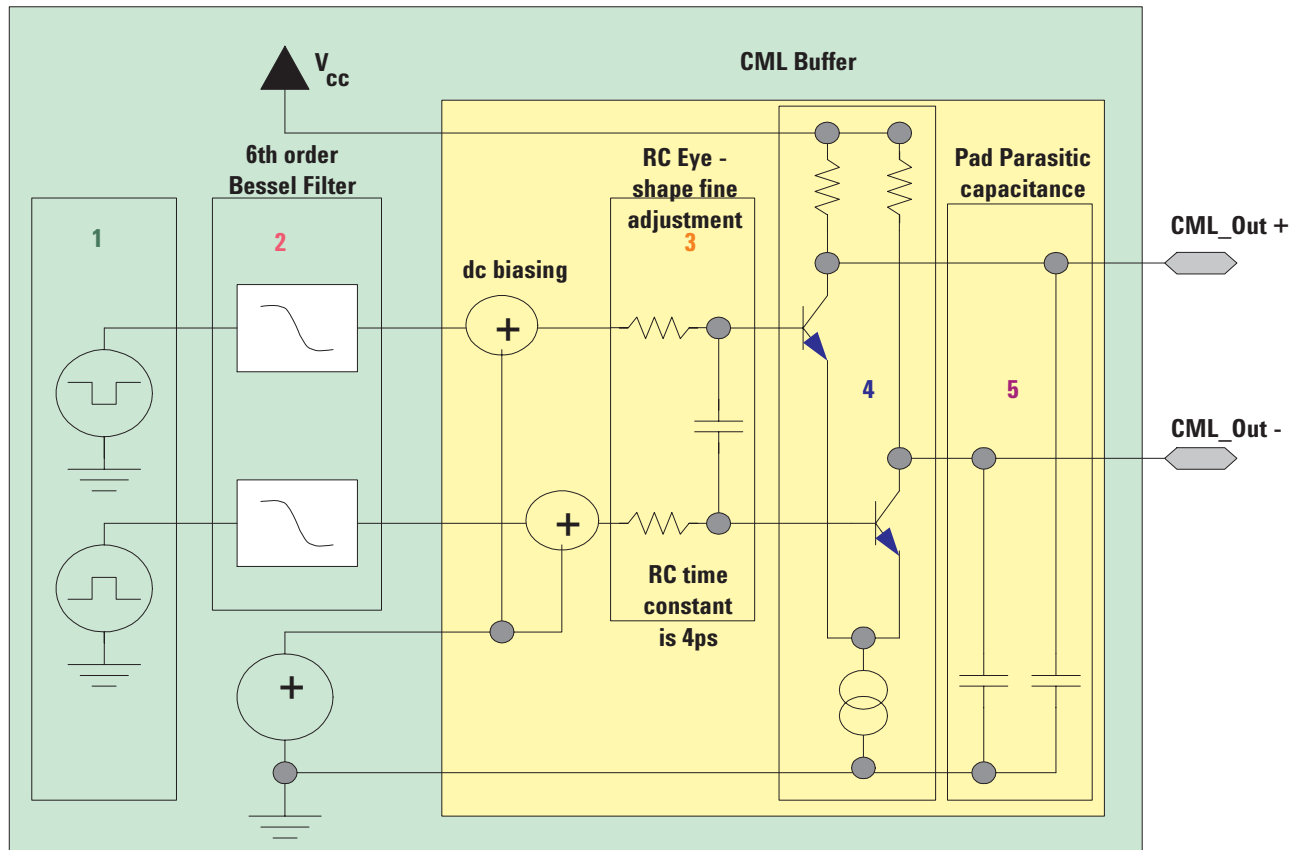 V
cc
CML Buffer
6th order
Bessel Filter
RC Eye -
shape fine
adjustment
Pad Parasitic
capacitance
1
2
3
dc biasing
CML_Out +
+
4
5
CML_Out -
+
RC time
constant
is 4ps
+